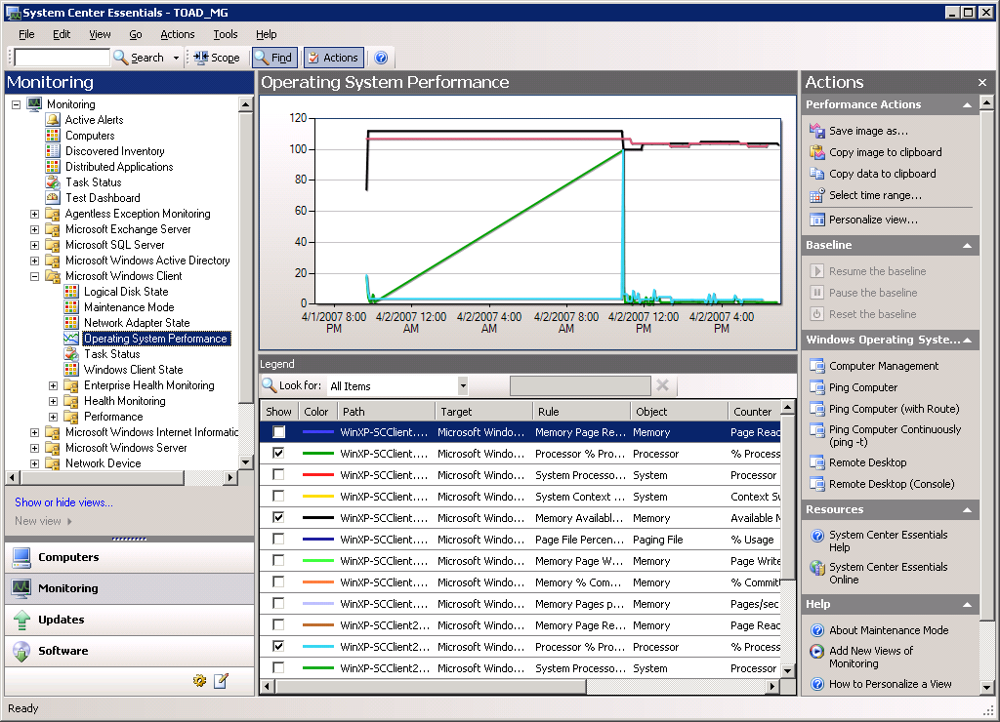 System Center Essentials - TOAD_MG
File Edit View Go Actions Tools Help
Search Scope Find Actions
Monitoring
Monitoring
Active Alerts
Computers
Discovered Inventory
Distributed Applications
Task Status
Test Dashboard
Agentless Exception Monitoring
Microsoft Exchange Server
Microsoft SQL Server
Microsoft Windows Active Directory
Microsoft Windows Client
Logical Disk State
Maintenance Mode
Network Adapter State
Operating System Performance
Task Status
Windows Client State
Enterprise Health Monitoring
Health Monitoring
Performance
Microsoft Windows Internet Informatic
Microsoft Windows Server
Network Device
Show or hide views...
New view
Computers
Monitoring
Updates
Software
Operating System Performance
120
100
80
60
40
20
0
4/1/2007 8:00 4/2/2007 12:00 4/2/2007 4:00 4/2/2007 8:00 4/2/2007 12:00 4/2/2007 4:00
PM AM AM AM PM PM
Legend
Look for: All Items
Show Color Path Target Rule Object Counter
WinXP-SCClient.... Microsoft Windo... Memory Page Re... Memory Page Reac
WinXP-SCClient.... Microsoft Windo... Processor % Pro... Processor % Process
WinXP-SCClient.... Microsoft Windo... System Processo... System Processor
WinXP-SCClient.... Microsoft Windo... System Context ... System Context Sv
WinXP-SCClient.... Microsoft Windo... Memory Availabl... Memory Available M
WinXP-SCClient.... Microsoft Windo... Page File Percen... Paging File % Usage
WinXP-SCClient.... Microsoft Windo... Memory Page W... Memory Page Write
WinXP-SCClient.... Microsoft Windo... Memory % Com... Memory % Committ
WinXP-SCClient.... Microsoft Windo... Memory Pages p... Memory Pages/sec
WinXP-SCClient2... Microsoft Windo... Memory Page Re... Memory Page Reac
WinXP-SCClient2... Microsoft Windo... Processor % Pro... Processor % Process
WinXP-SCClient2... Microsoft Windo... System Processo... System Processor
Actions
Performance Actions
Save image as...
Copy image to clipboard
Copy data to clipboard
Select time range...
Personalize view...
Baseline
Resume the baseline
Pause the baseline
Reset the baseline
Windows Operating Syste...
Computer Management
Ping Computer
Ping Computer (with Route)
Ping Computer Continuously
(ping -t)
Remote Desktop
Remote Desktop (Console)
Resources
System Center Essentials
Help
System Center Essentials
Online
Help
About Maintenance Mode
Add New Views of
Monitoring
How to Personalize a View
Ready